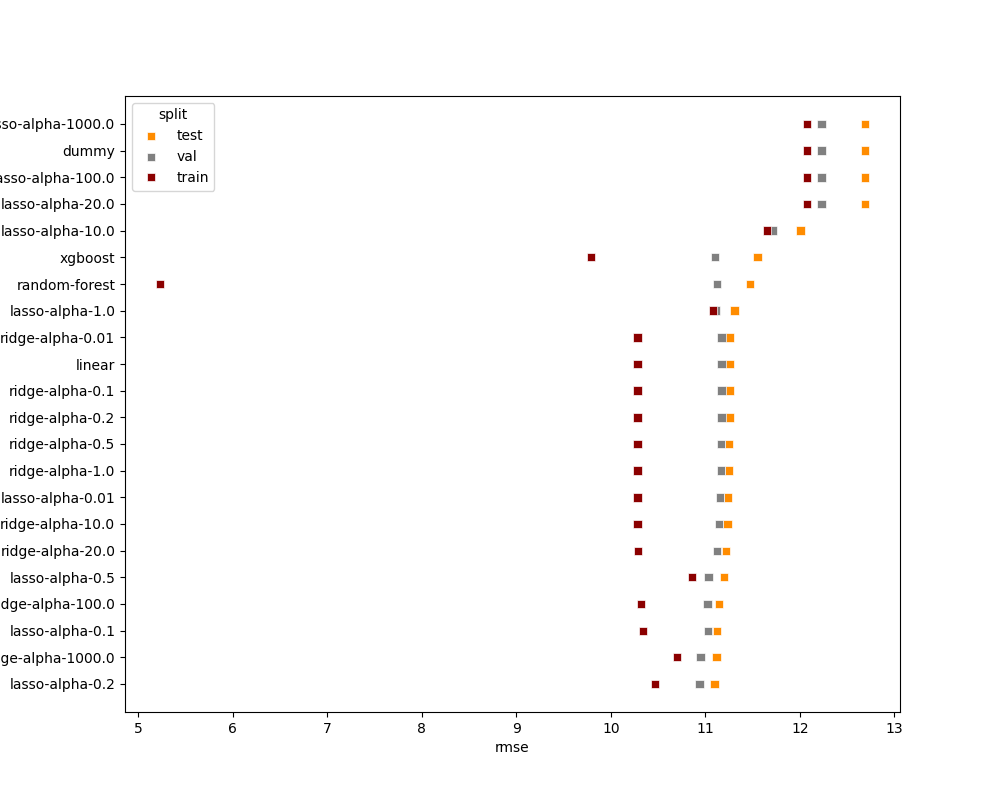 sso-alpha-1000.0
dummy
asso-alpha-100.0
lasso-alpha-20.0
lasso-alpha-10.0
xgboost
random-forest
lasso-alpha-1.0
ridge-alpha-0.01
linear
ridge-alpha-0.1
ridge-alpha-0.2
ridge-alpha-0.5
ridge-alpha-1.0
lasso-alpha-0.01
ridge-alpha-10.0
ridge-alpha-20.0
lasso-alpha-0.5
dge-alpha-100.0
lasso-alpha-0.1
ge-alpha-1000.0
lasso-alpha-0.2
split
test
val
train
5 6 7 8 9 10 11 12 13
rmse